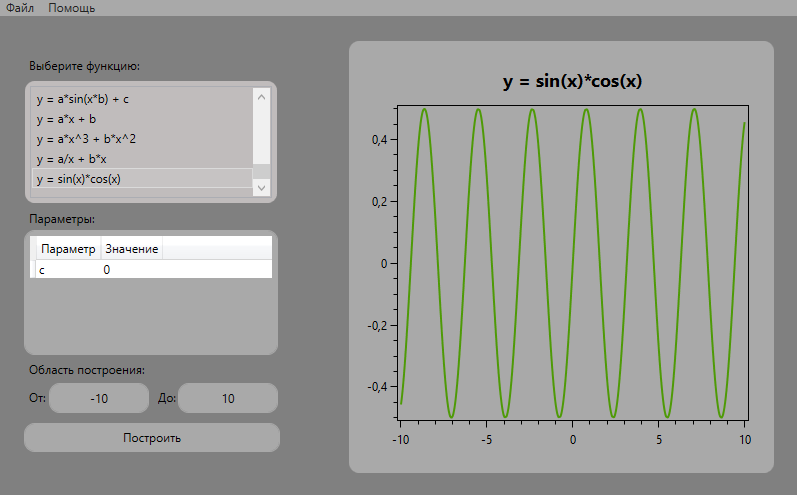 Файл Помощь
Выберите функцию:
y = a*sin(x*b) + c
y = a*x + b
y = a*x^3 + b*x^2
y = a/x + b*x
y = sin(x)*cos(x)
Параметры:
Параметр Значение
c 0
Область построения:
От: -10 До: 10
Построить
y = sin(x)*cos(x)
0,4
0,2
0
-0,2
-0,4
-10 -5 0 5 10